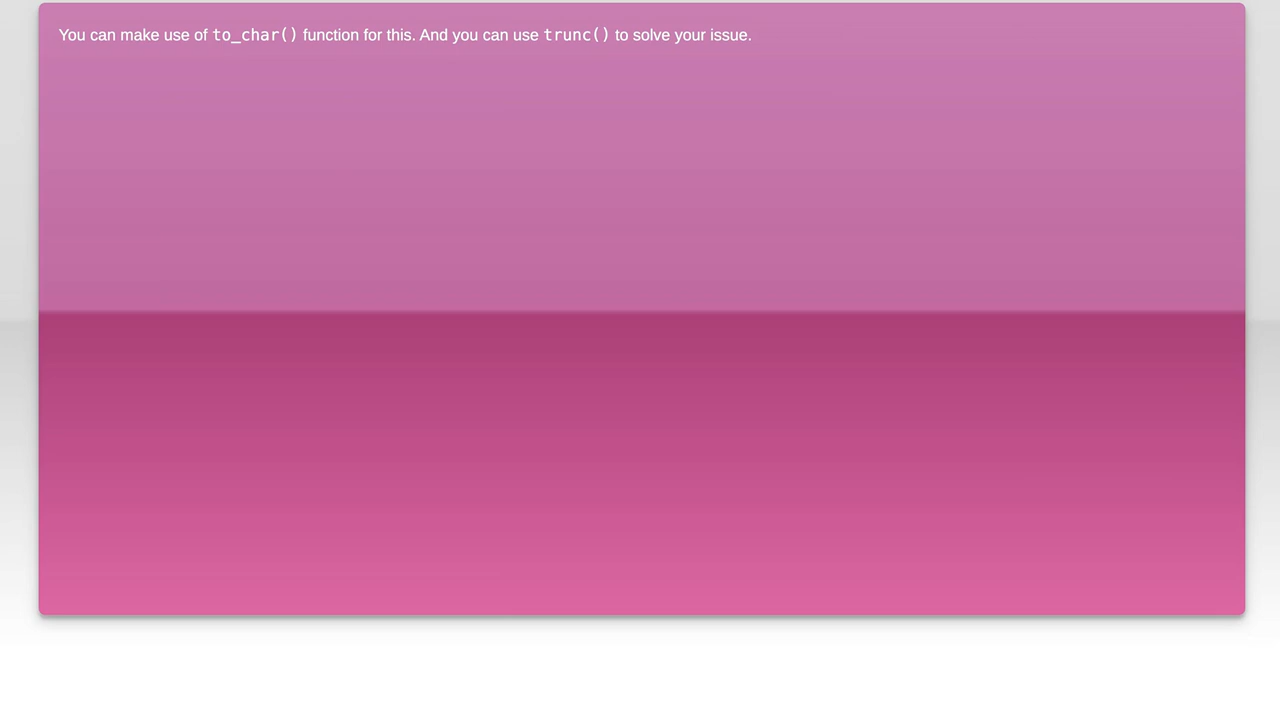 You can make use of to_char() function for this. And you can use trunc() to solve your issue.